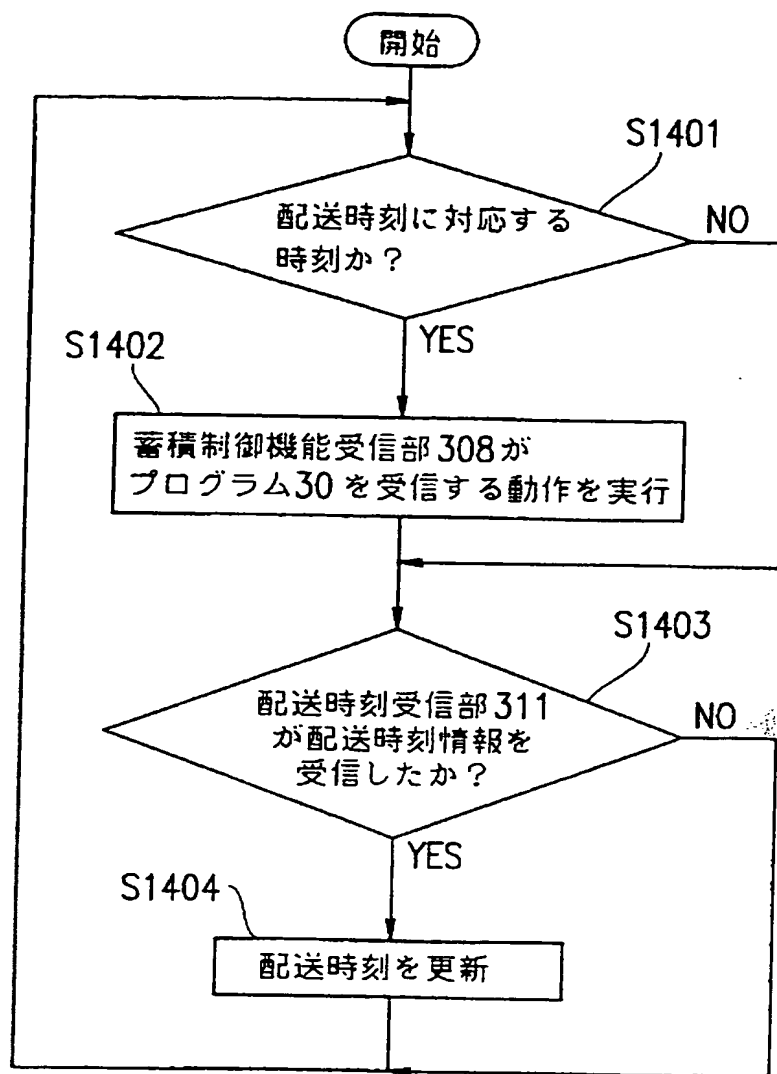 開始
S1401
配送時刻に対応する
時刻か?
NO
YES
S1402
蓄積制御機能受信部308が
プログラム30を受信する動作を実行
S1403
配送時刻受信部311
が配送時刻情報を
受信したか?
NO
YES
S1404
配送時刻を更新